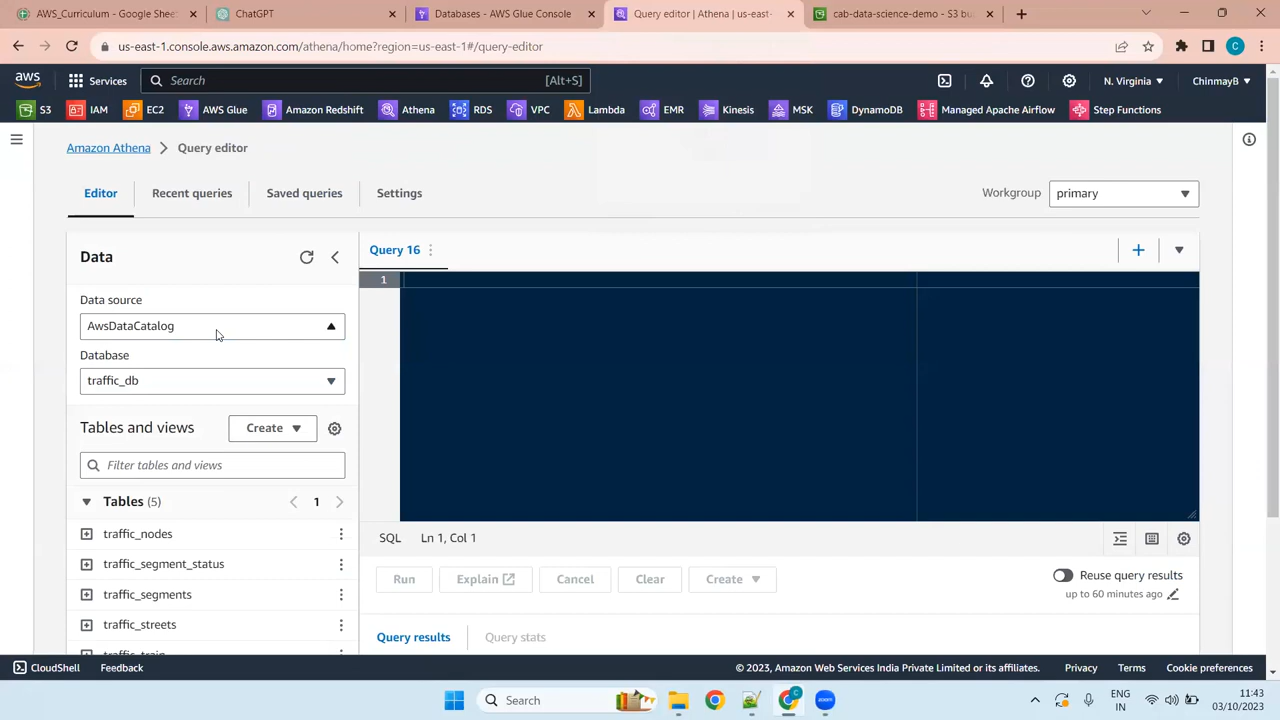 AWS_Curriculum - Google Sheet
ChatGPT
Databases - AWS Glue Console
Query editor | Athena | us-east-
cab-data-science-demo - S3 bu
us-east-1.console.aws.amazon.com/athena/home?region=us-east-1#/query-editor
aws Services Search [Alt+S] N. Virginia ChinmayB
S3 IAM EC2 AWS Glue Amazon Redshift Athena RDS VPC Lambda EMR Kinesis MSK DynamoDB Managed Apache Airflow Step Functions
Amazon Athena Query editor
Editor Recent queries Saved queries Settings Workgroup primary
Data
Query 16
1
Data source
AwsDataCatalog
Database
traffic_db
Tables and views Create
Filter tables and views
Tables (5) 1
traffic_nodes
traffic_segment_status
traffic_segments
traffic_streets
traffic_train
SQL Ln 1, Col 1
Run Explain Cancel Clear Create
Reuse query results
up to 60 minutes ago
Query results Query stats
CloudShell Feedback © 2023, Amazon Web Services India Private Limited or its affiliates. Privacy Terms Cookie preferences
Search
ENG
IN
11:43
03/10/2023